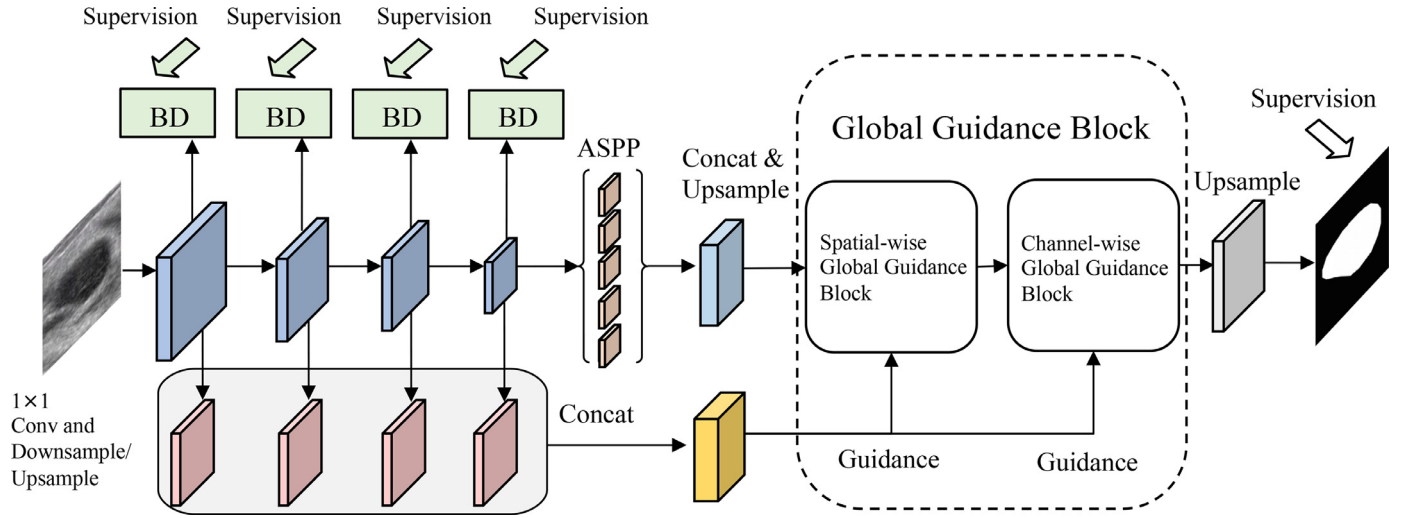 Supervision
Supervision
Supervision
Supervision
BD
BD
BD
BD
ASPP
Concat &
Upsample
Global Guidance Block
Supervision
Spatial-wise
Global Guidance
Block
Channel-wise
Global Guidance
Block
Upsample
1×1
Conv and
Downsample/
Upsample
Concat
Guidance
Guidance